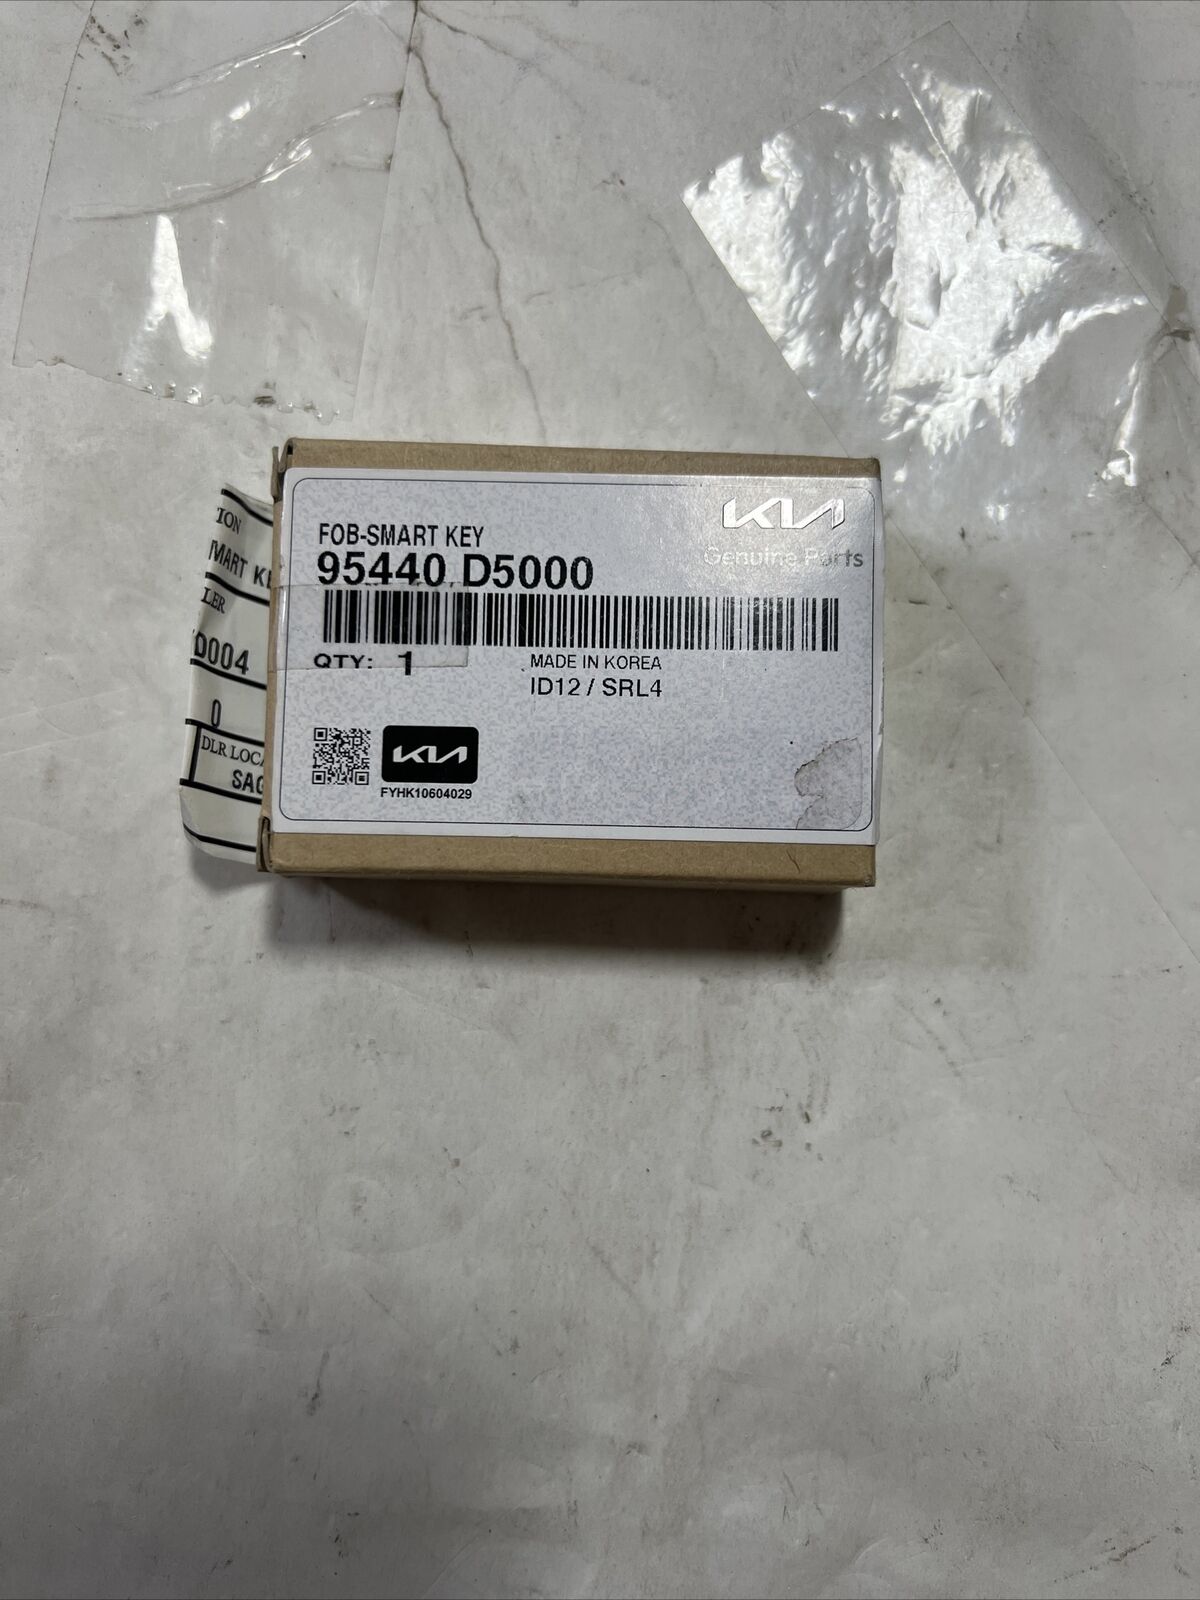 KIA
Genuine Parts
FOB-SMART KEY
95440 D5000
QTY: 1
MADE IN KOREA
ID12 / SRL4
KIA
FYHK10604029
TION
MART KE
LER
D004
0
DLR LOCA
SAG